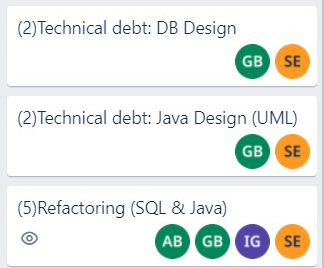 (2)Technical debt: DB Design
GB SE
(2)Technical debt: Java Design (UML)
GB SE
(5)Refactoring (SQL & Java)
AB GB IG SE